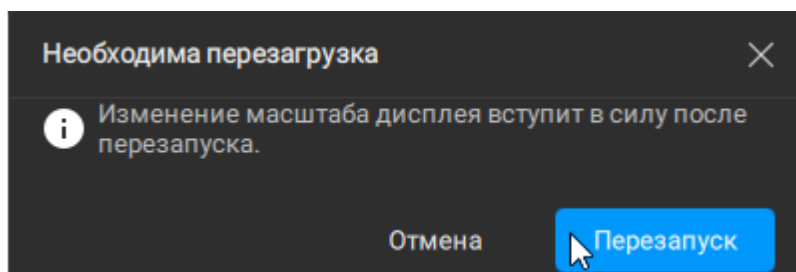 Необходима перезагрузка
Изменение масштаба дисплея вступит в силу после
перезапуска.
Отмена
Перезапуск